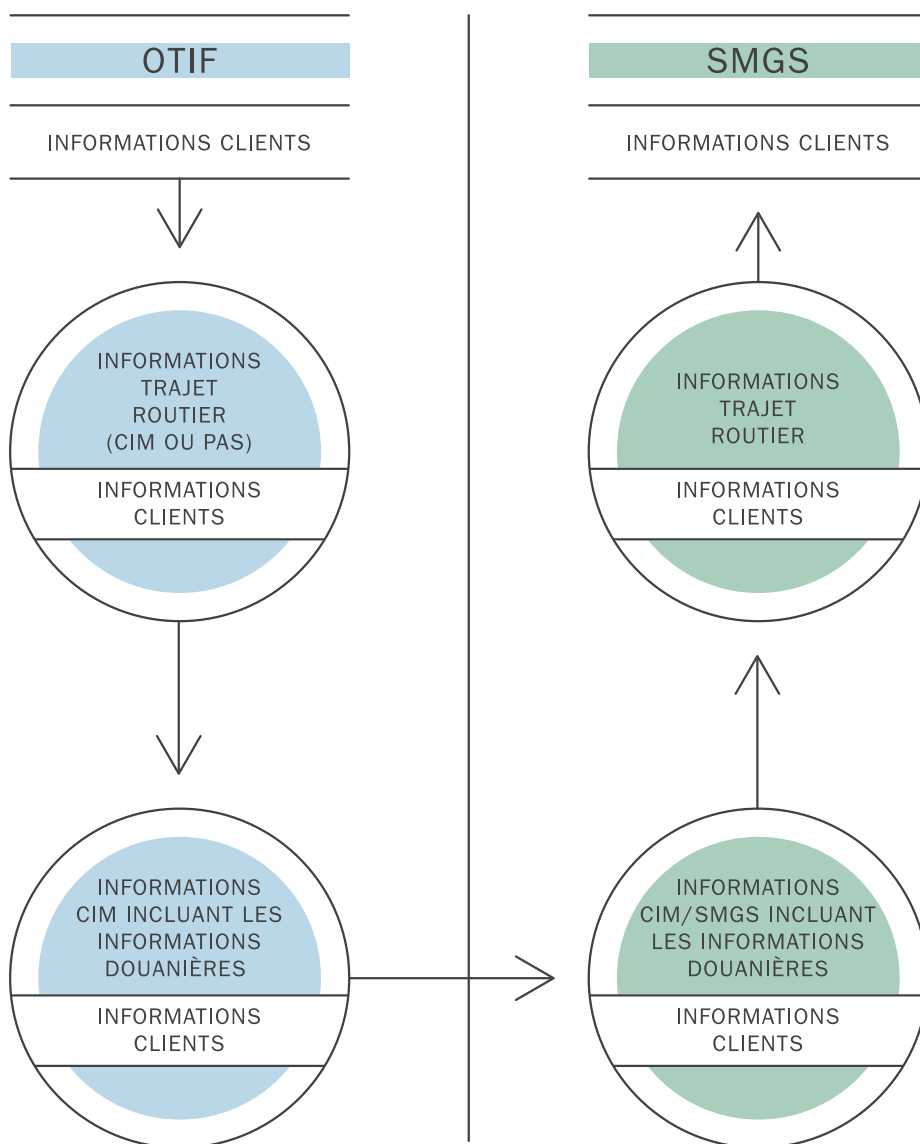 OTIF
INFORMATIONS CLIENTS
INFORMATIONS
TRAJET
ROUTIER
(CIM OU PAS)
INFORMATIONS
CLIENTS
INFORMATIONS
CIM INCLUANT LES
INFORMATIONS
DOUANIÈRES
INFORMATIONS
CLIENTS
SMGS
INFORMATIONS CLIENTS
INFORMATIONS
TRAJET
ROUTIER
INFORMATIONS
CLIENTS
INFORMATIONS
CIM/SMGS INCLUANT
LES INFORMATIONS
DOUANIÈRES
INFORMATIONS
CLIENTS